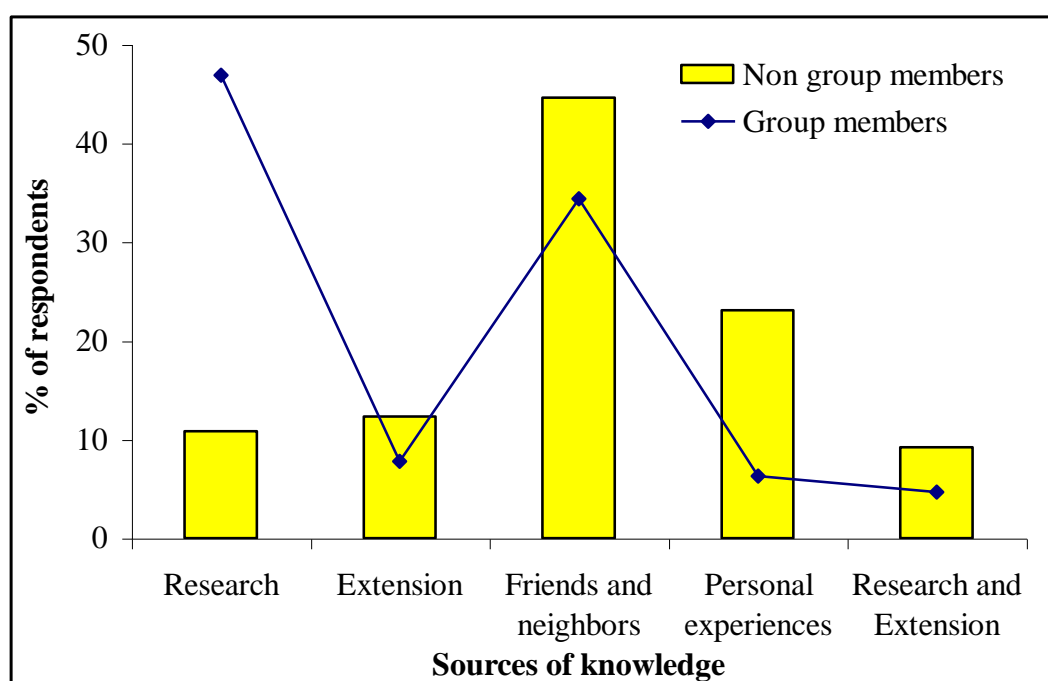 50
40
30
20
10
0
% of respondents
Non group members
Group members
Research
Extension
Friends and
neighbors
Personal
experiences
Research and
Extension
Sources of knowledge